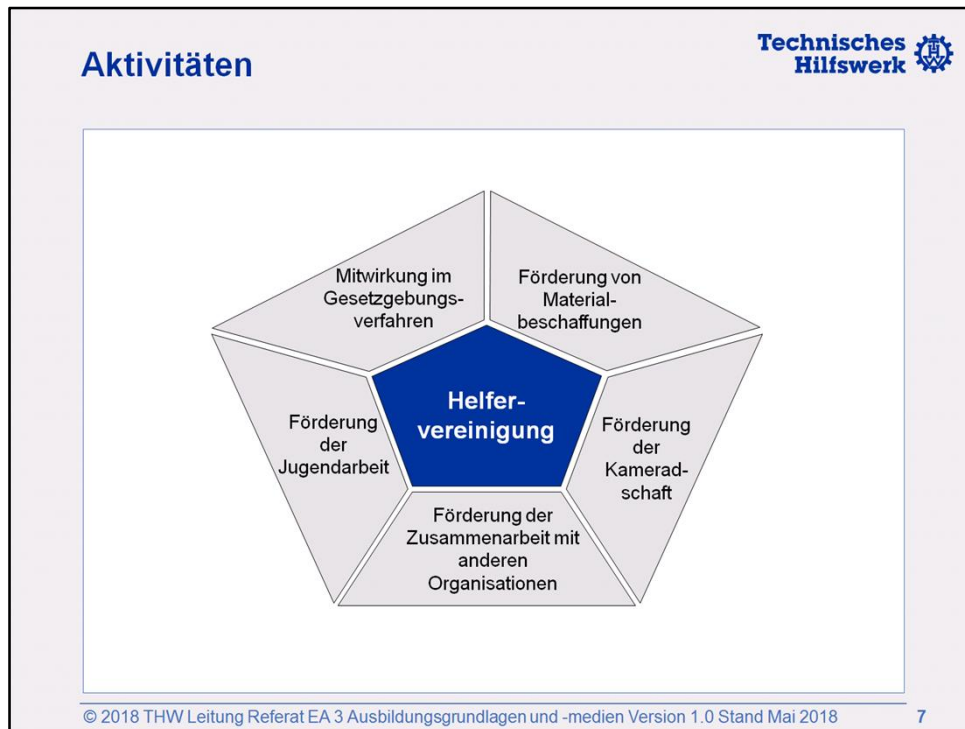 Aktivitäten
Technisches
Hilfswerk
THW
Mitwirkung im
Gesetzgebungs-
verfahren
Förderung von
Material-
beschaffungen
Helfer-
vereinigung
Förderung
der
Jugendarbeit
Förderung
der
Kamerad-
schaft
Förderung der
Zusammenarbeit mit
anderen
Organisationen
© 2018 THW Leitung Referat EA 3 Ausbildungsgrundlagen und -medien Version 1.0 Stand Mai 2018 7